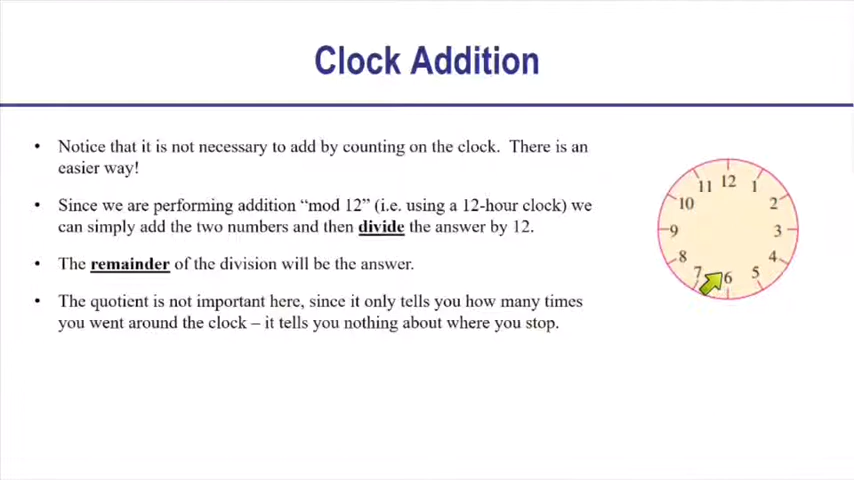 Clock Addition
• Notice that it is not necessary to add by counting on the clock. There is an
easier way!
• Since we are performing addition “mod 12” (i.e. using a 12-hour clock) we
can simply add the two numbers and then divide the answer by 12.
• The remainder of the division will be the answer.
• The quotient is not important here, since it only tells you how many times
you went around the clock – it tells you nothing about where you stop.
11 12 1
10 2
9 3
8 4
7 6 5